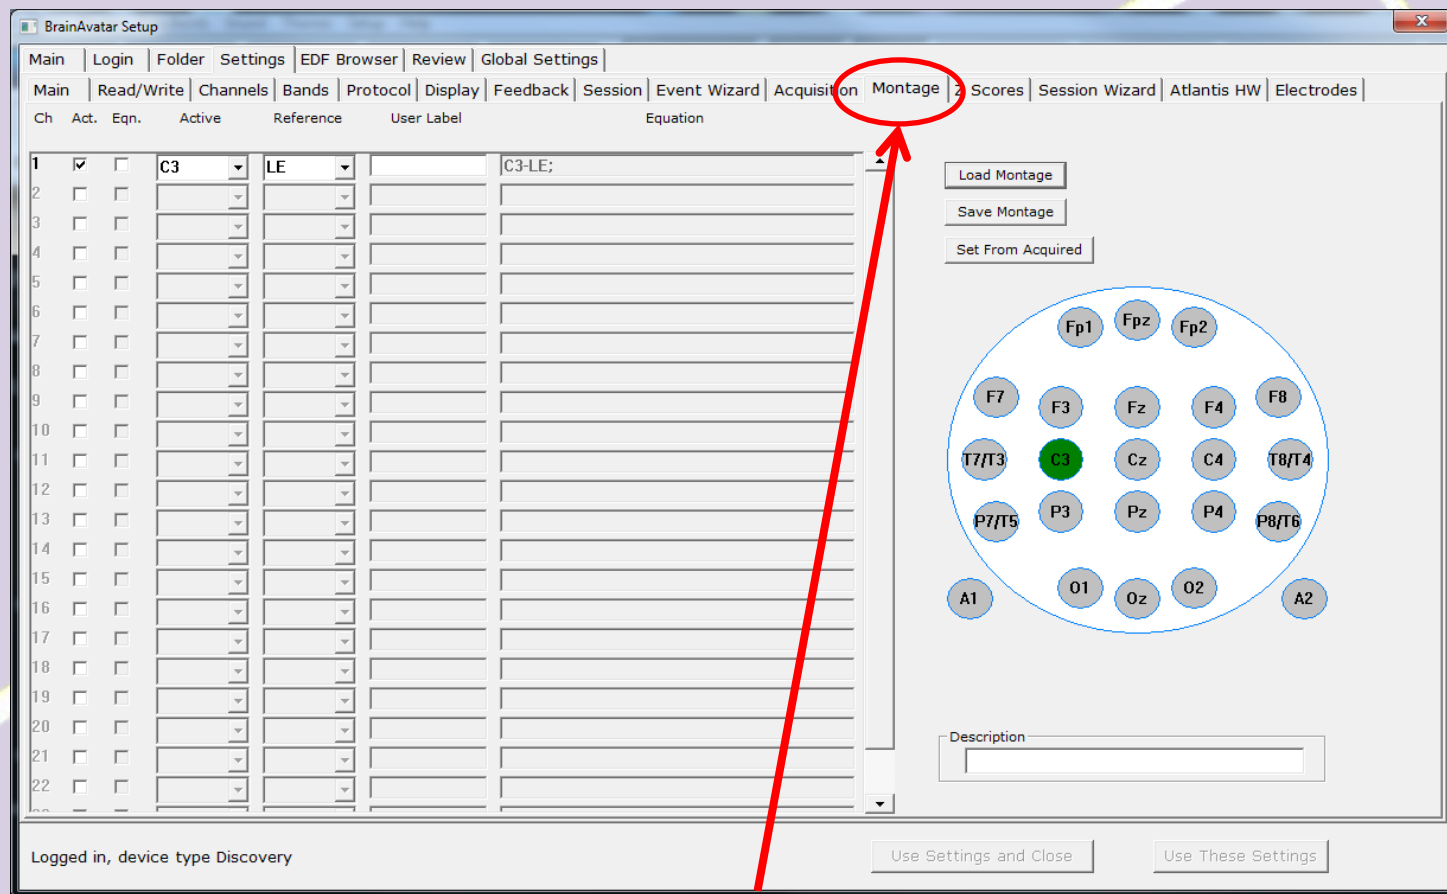 BrainAvatar Setup
Main Login Folder Settings EDF Browser Review Global Settings
Main Read/Write Channels Bands Protocol Display Feedback Session Event Wizard Acquisition Montage Z Scores Session Wizard Atlantis HW Electrodes
Ch Act. Eqn. Active Reference User Label Equation
1 C3 LE C3-LE;
2
3
4
5
6
7
8
9
10
11
12
13
14
15
16
17
18
19
20
21
22
Load Montage
Save Montage
Set From Acquired
Fp1 Fpz Fp2
F7 F3 Fz F4 F8
T7/T3 C3 Cz C4 T8/T4
P7/T5 P3 Pz P4 P8/T6
A1 O1 Oz O2 A2
Description
Logged in, device type Discovery
Use Settings and Close Use These Settings